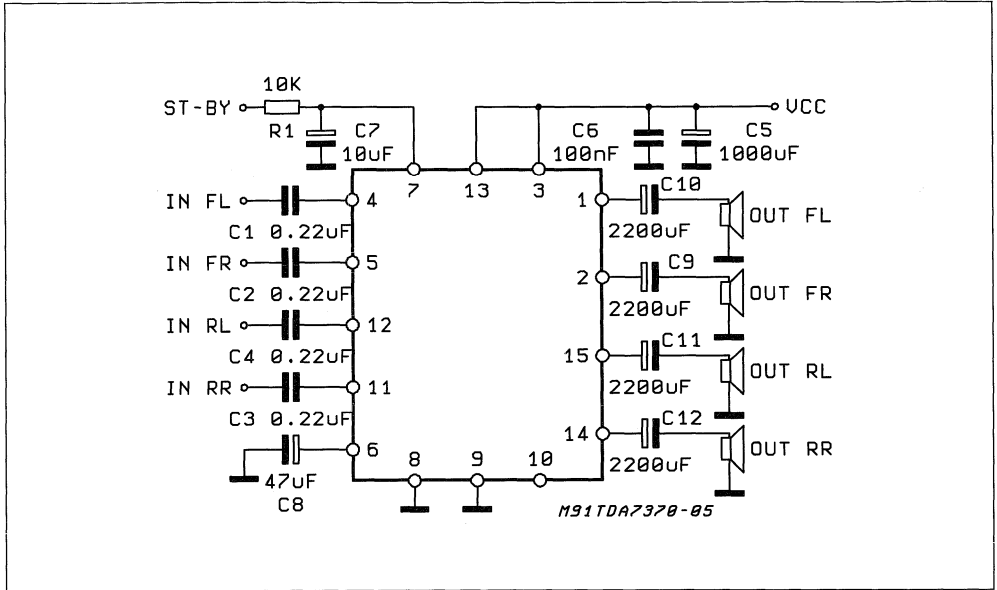 10K
ST-BY
VCC
R1
C7
10uF
C6
100nF
C5
1000uF
7
13
3
IN FL
4
C1 0.22uF
1
C10
2200uF
OUT FL
IN FR
5
C2 0.22uF
2
C9
2200uF
OUT FR
IN RL
12
C4 0.22uF
15
C11
2200uF
OUT RL
IN RR
11
C3 0.22uF
14
C12
2200uF
OUT RR
6
47uF
C8
8
9
10
M91TDA7370-05